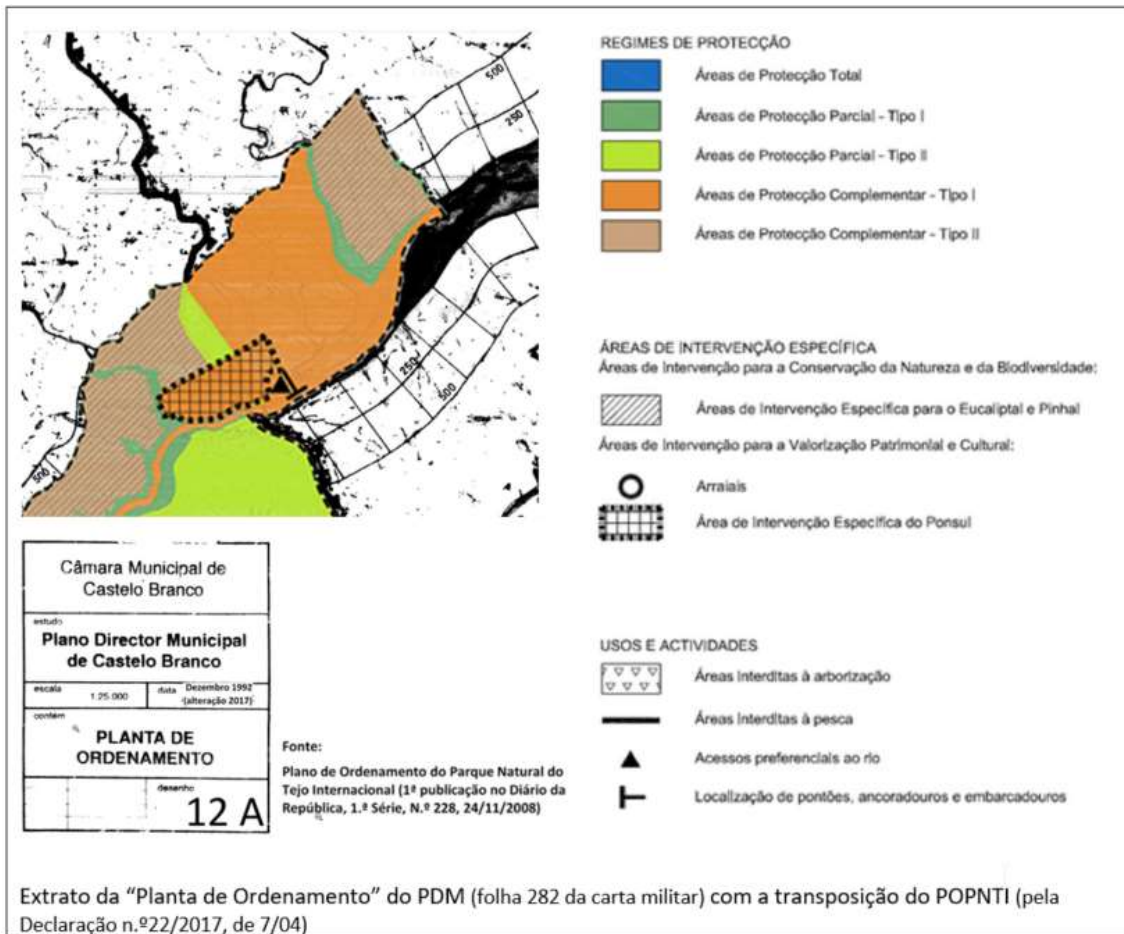 500
250
250
500
500
REGIMES DE PROTECÇÃO
Áreas de Protecção Total
Áreas de Protecção Parcial - Tipo I
Áreas de Protecção Parcial - Tipo II
Áreas de Protecção Complementar - Tipo I
Áreas de Protecção Complementar - Tipo II
ÁREAS DE INTERVENÇÃO ESPECÍFICA
Áreas de Intervenção para a Conservação da Natureza e da Biodiversidade:
Áreas de Intervenção Específica para o Eucaliptal e Pinhal
Áreas de Intervenção para a Valorização Patrimonial e Cultural:
Arraiais
Área de Intervenção Específica do Ponsul
USOS E ACTIVIDADES
Áreas Interditas à arborização
Áreas Interditas à pesca
Acessos preferenciais ao rio
Localização de pontões, ancoradouros e embarcadouros
Câmara Municipal de
Castelo Branco
estudo
Plano Director Municipal
de Castelo Branco
escala 1:25 000
data Dezembro 1992
(alteração 2017)
contém
PLANTA DE
ORDENAMENTO
desenho
12 A
Fonte:
Plano de Ordenamento do Parque Natural do
Tejo Internacional (1ª publicação no Diário da
República, 1.ª Série, N.º 228, 24/11/2008)
Extrato da “Planta de Ordenamento” do PDM (folha 282 da carta militar) com a transposição do POPNTI (pela
Declaração n.º22/2017, de 7/04)